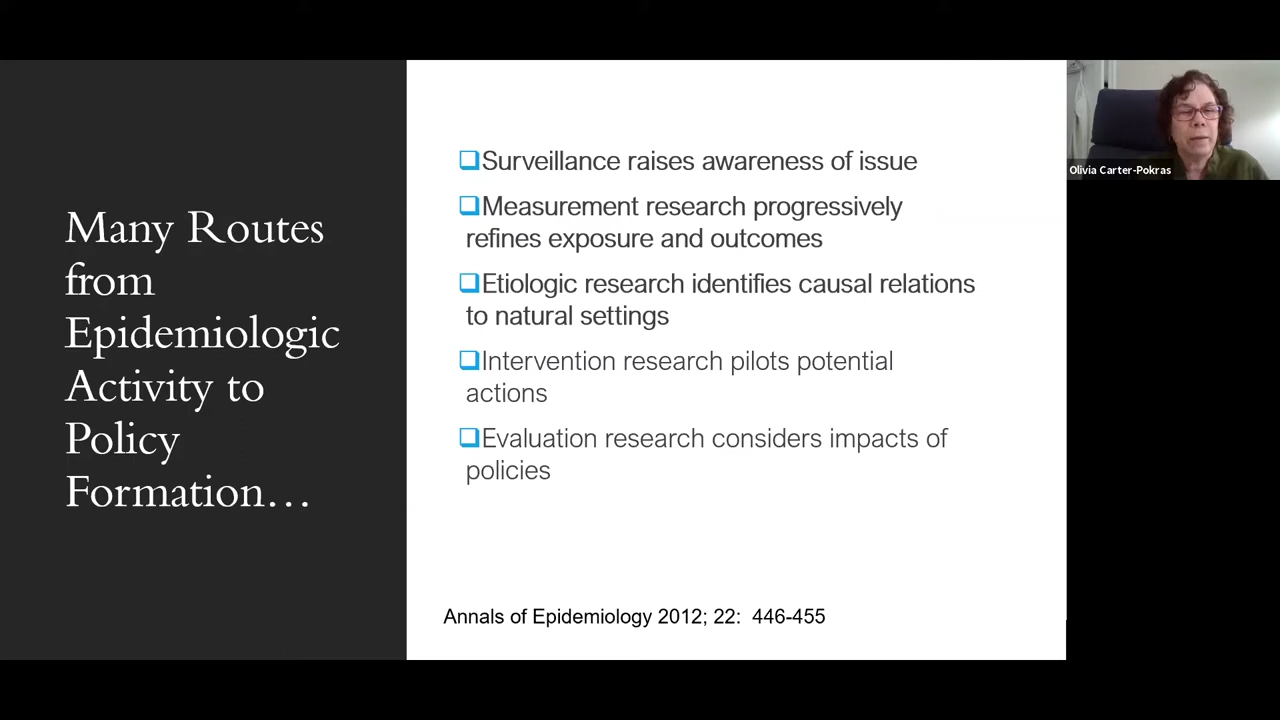 Many Routes
from
Epidemiologic
Activity to
Policy
Formation…
Surveillance raises awareness of issue
Measurement research progressively
refines exposure and outcomes
Etiologic research identifies causal relations
to natural settings
Intervention research pilots potential
actions
Evaluation research considers impacts of
policies
Annals of Epidemiology 2012; 22: 446-455
Olivia Carter-Pokras